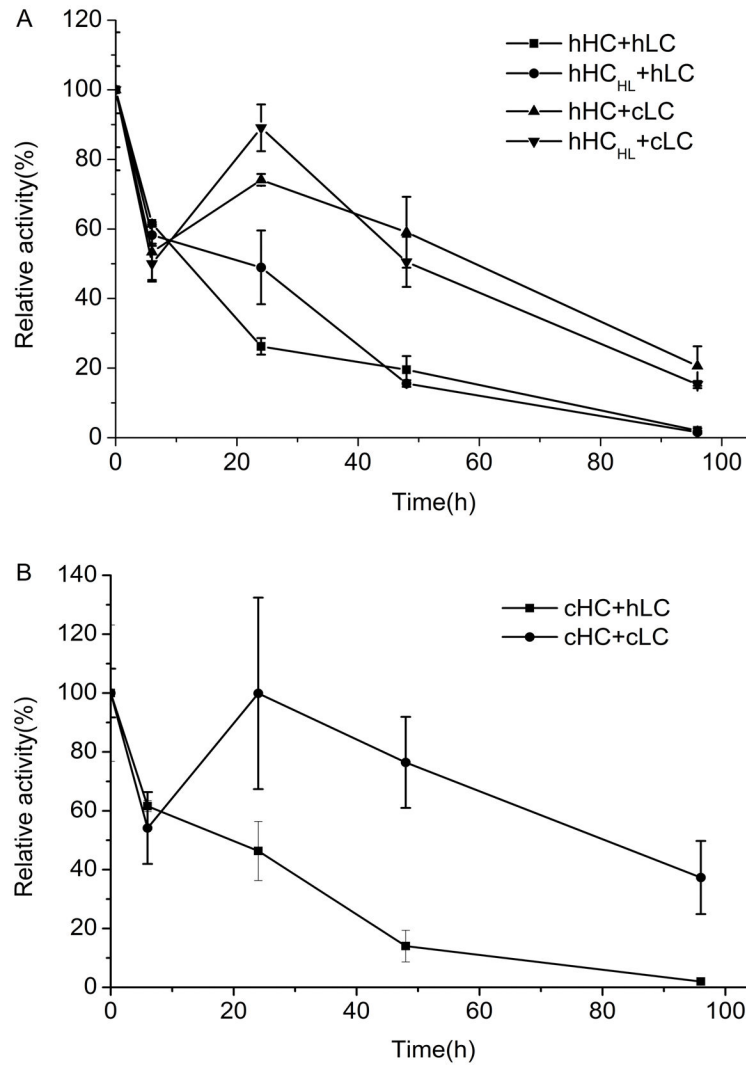 A
120
100
80
60
40
20
0
Relative activity(%)
hHC+hLC
hHC_HL+hLC
hHC+cLC
hHC_HL+cLC
0 20 40 60 80 100
Time(h)
B
140
120
100
80
60
40
20
0
Relative activity(%)
cHC+hLC
cHC+cLC
0 20 40 60 80 100
Time(h)